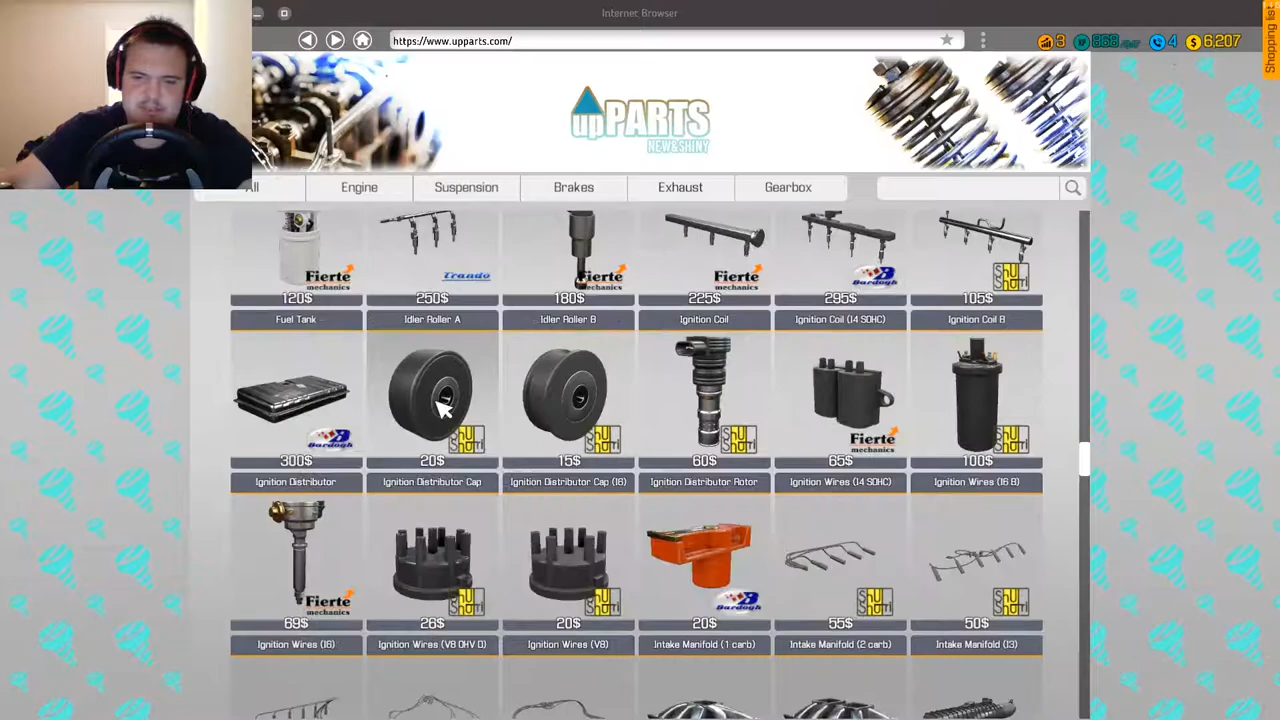 Internet Browser
Shopping list
https://www.upparts.com/
3 868 4 $ 6,207
upPARTS
NEW&SHINY
All Engine Suspension Brakes Exhaust Gearbox
Fierte mechanics Trando Fierte mechanics Fierte mechanics Bardogh Shuhuri
120$ 250$ 180$ 225$ 295$ 105$
Fuel Tank Idler Roller A Idler Roller B Ignition Coil Ignition Coil (I4 SOHC) Ignition Coil B
Bardogh
Fierte mechanics
300$ 20$ 15$ 60$ 65$ 100$
Ignition Distributor Ignition Distributor Cap Ignition Distributor Cap (I6) Ignition Distributor Rotor Ignition Wires (I4 SOHC) Ignition Wires (I6 B)
Fierte mechanics
Bardogh
69$ 26$ 20$ 20$ 55$ 50$
Ignition Wires (I6) Ignition Wires (V8 OHV D) Ignition Wires (V8) Intake Manifold (1 carb) Intake Manifold (2 carb) Intake Manifold (I3)